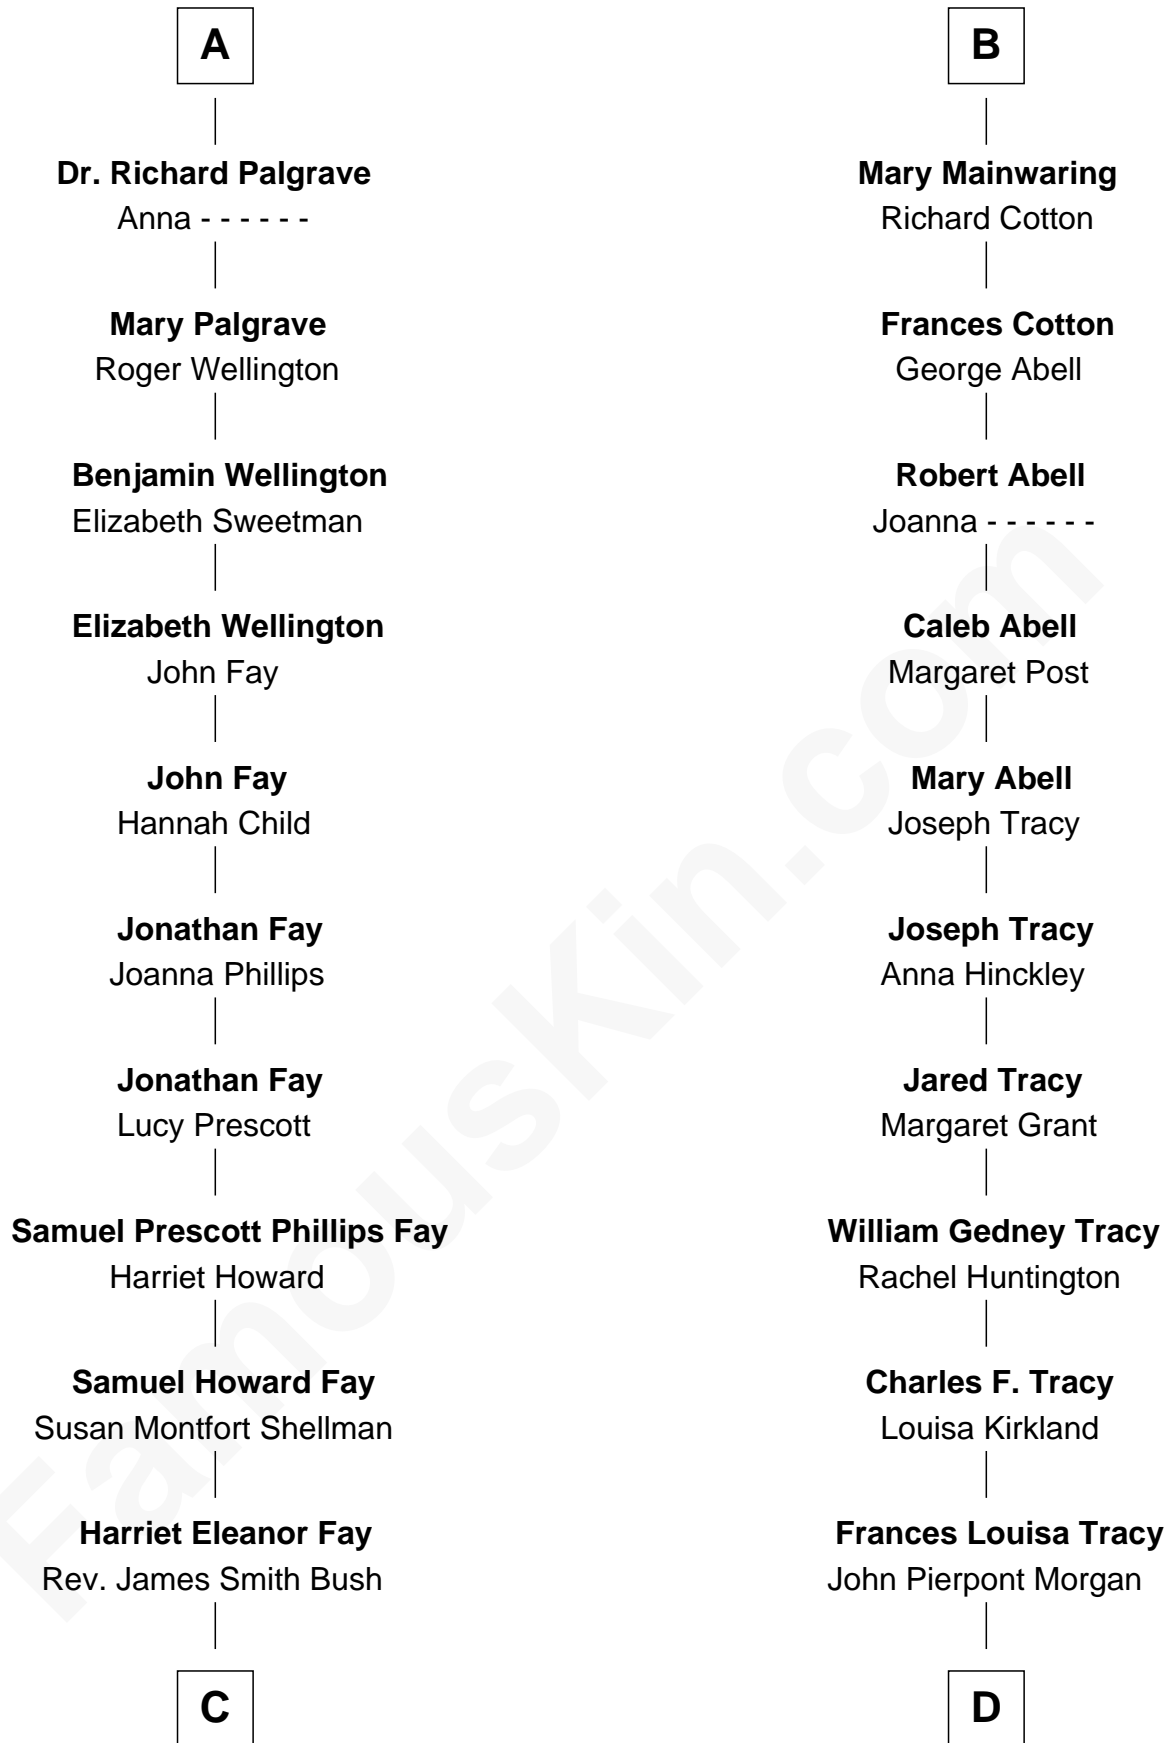 A
Dr. Richard Palgrave
Anna - - - - - -
Mary Palgrave
Roger Wellington
Benjamin Wellington
Elizabeth Sweetman
Elizabeth Wellington
John Fay
John Fay
Hannah Child
Jonathan Fay
Joanna Phillips
Jonathan Fay
Lucy Prescott
Samuel Prescott Phillips Fay
Harriet Howard
Samuel Howard Fay
Susan Montfort Shellman
Harriet Eleanor Fay
Rev. James Smith Bush
C
B
Mary Mainwaring
Richard Cotton
Frances Cotton
George Abell
Robert Abell
Joanna - - - - - -
Caleb Abell
Margaret Post
Mary Abell
Joseph Tracy
Joseph Tracy
Anna Hinckley
Jared Tracy
Margaret Grant
William Gedney Tracy
Rachel Huntington
Charles F. Tracy
Louisa Kirkland
Frances Louisa Tracy
John Pierpont Morgan
D
FamousKin.com